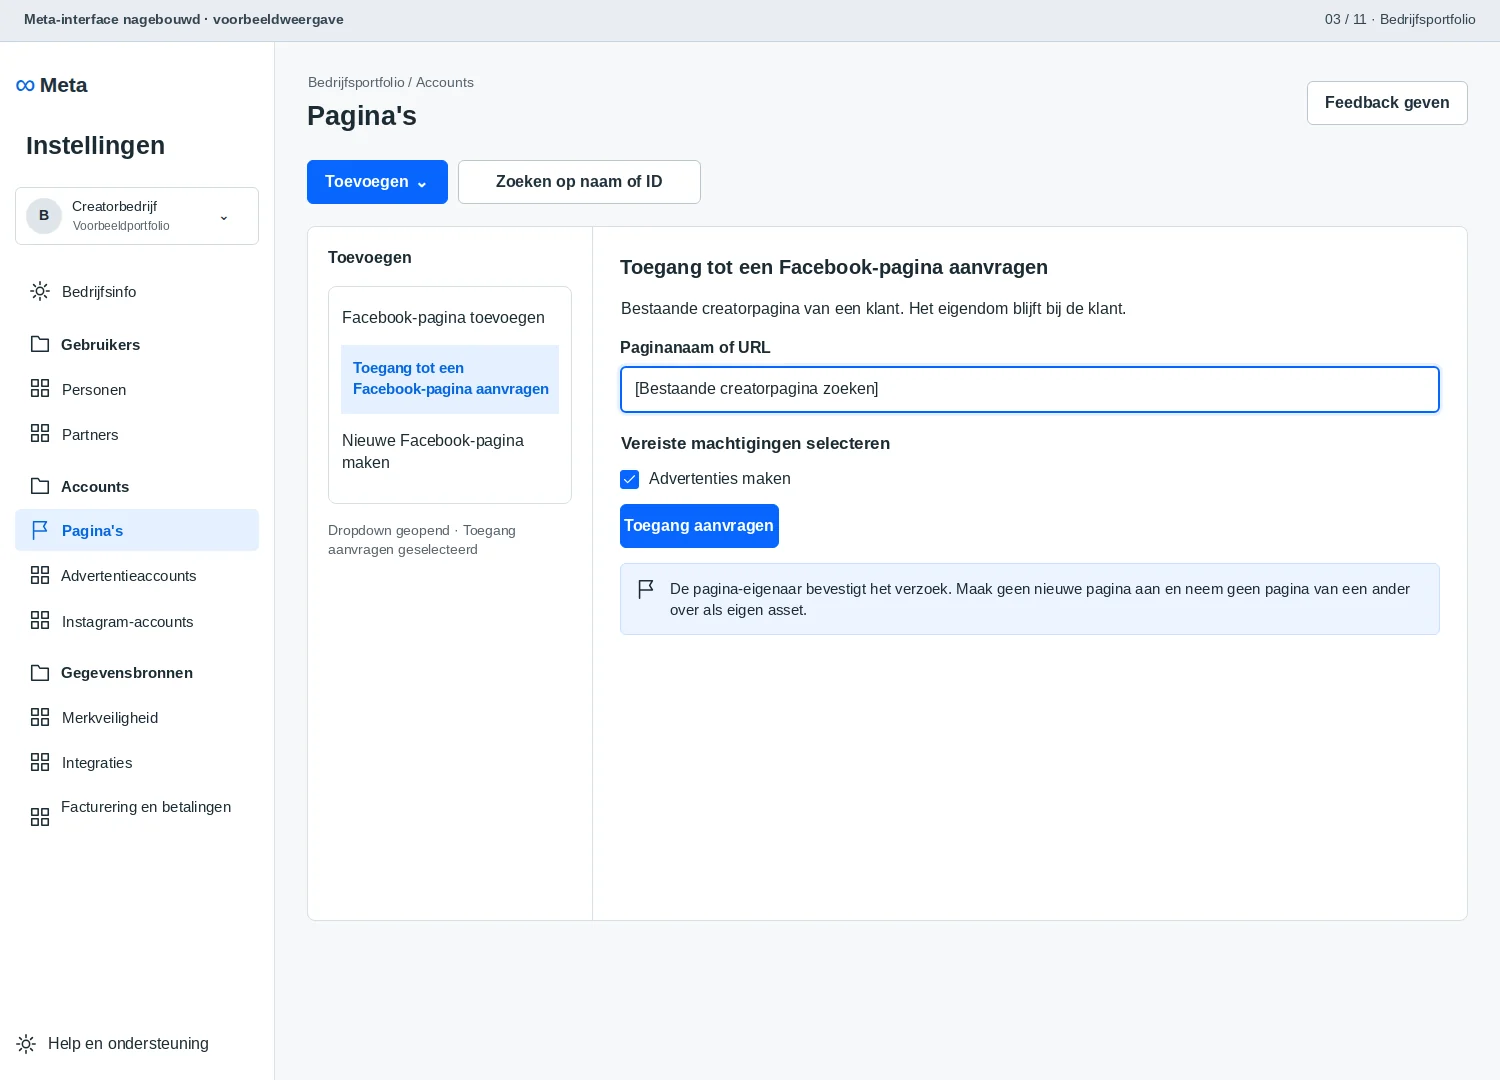 Meta-interface nagebouwd · voorbeeldweergave
03 / 11 · Bedrijfsportfolio
∞ Meta
Instellingen
B
Creatorbedrijf
Voorbeeldportfolio
Bedrijfsinfo
Gebruikers
Personen
Partners
Accounts
Pagina's
Advertentieaccounts
Instagram-accounts
Gegevensbronnen
Merkveiligheid
Integraties
Facturering en betalingen
Help en ondersteuning
Bedrijfsportfolio / Accounts
Pagina's
Feedback geven
Toevoegen
Zoeken op naam of ID
Toevoegen
Facebook-pagina toevoegen
Toegang tot een
Facebook-pagina aanvragen
Nieuwe Facebook-pagina
maken
Dropdown geopend · Toegang
aanvragen geselecteerd
Toegang tot een Facebook-pagina aanvragen
Bestaande creatorpagina van een klant. Het eigendom blijft bij de klant.
Paginanaam of URL
[Bestaande creatorpagina zoeken]
Vereiste machtigingen selecteren
Advertenties maken
Toegang aanvragen
De pagina-eigenaar bevestigt het verzoek. Maak geen nieuwe pagina aan en neem geen pagina van een ander
over als eigen asset.